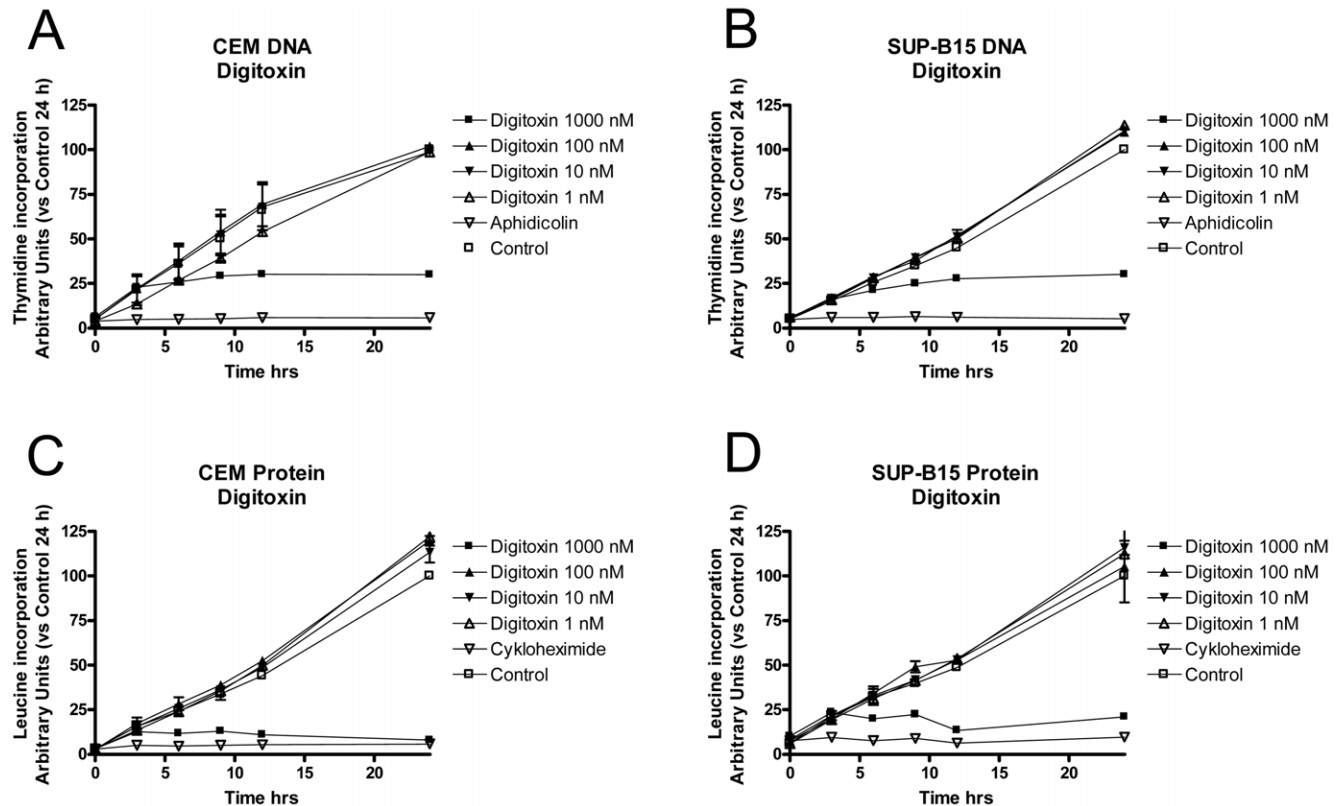 A
CEM DNA
Digitoxin
Thymidine incorporation
Arbitrary Units (vs Control 24 h)
125
100
75
50
25
0
0 5 10 15 20
Time hrs
Digitoxin 1000 nM
Digitoxin 100 nM
Digitoxin 10 nM
Digitoxin 1 nM
Aphidicolin
Control
B
SUP-B15 DNA
Digitoxin
Thymidine incorporation
Arbitrary Units (vs Control 24 h)
125
100
75
50
25
0
0 5 10 15 20
Time hrs
Digitoxin 1000 nM
Digitoxin 100 nM
Digitoxin 10 nM
Digitoxin 1 nM
Aphidicolin
Control
C
CEM Protein
Digitoxin
Leucine incorporation
Arbitrary Units (vs Control 24 h)
125
100
75
50
25
0
0 5 10 15 20
Time hrs
Digitoxin 1000 nM
Digitoxin 100 nM
Digitoxin 10 nM
Digitoxin 1 nM
Cykloheximide
Control
D
SUP-B15 Protein
Digitoxin
Leucine incorporation
Arbitrary Units (vs Control 24 h)
125
100
75
50
25
0
0 5 10 15 20
Time hrs
Digitoxin 1000 nM
Digitoxin 100 nM
Digitoxin 10 nM
Digitoxin 1 nM
Cykloheximide
Control